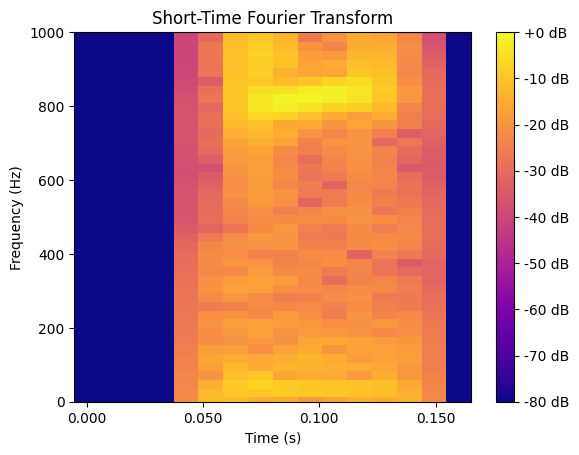 Short-Time Fourier Transform
1000
800
600
400
200
0
Frequency (Hz)
0.000
0.050
0.100
0.150
Time (s)
+0 dB
-10 dB
-20 dB
-30 dB
-40 dB
-50 dB
-60 dB
-70 dB
-80 dB